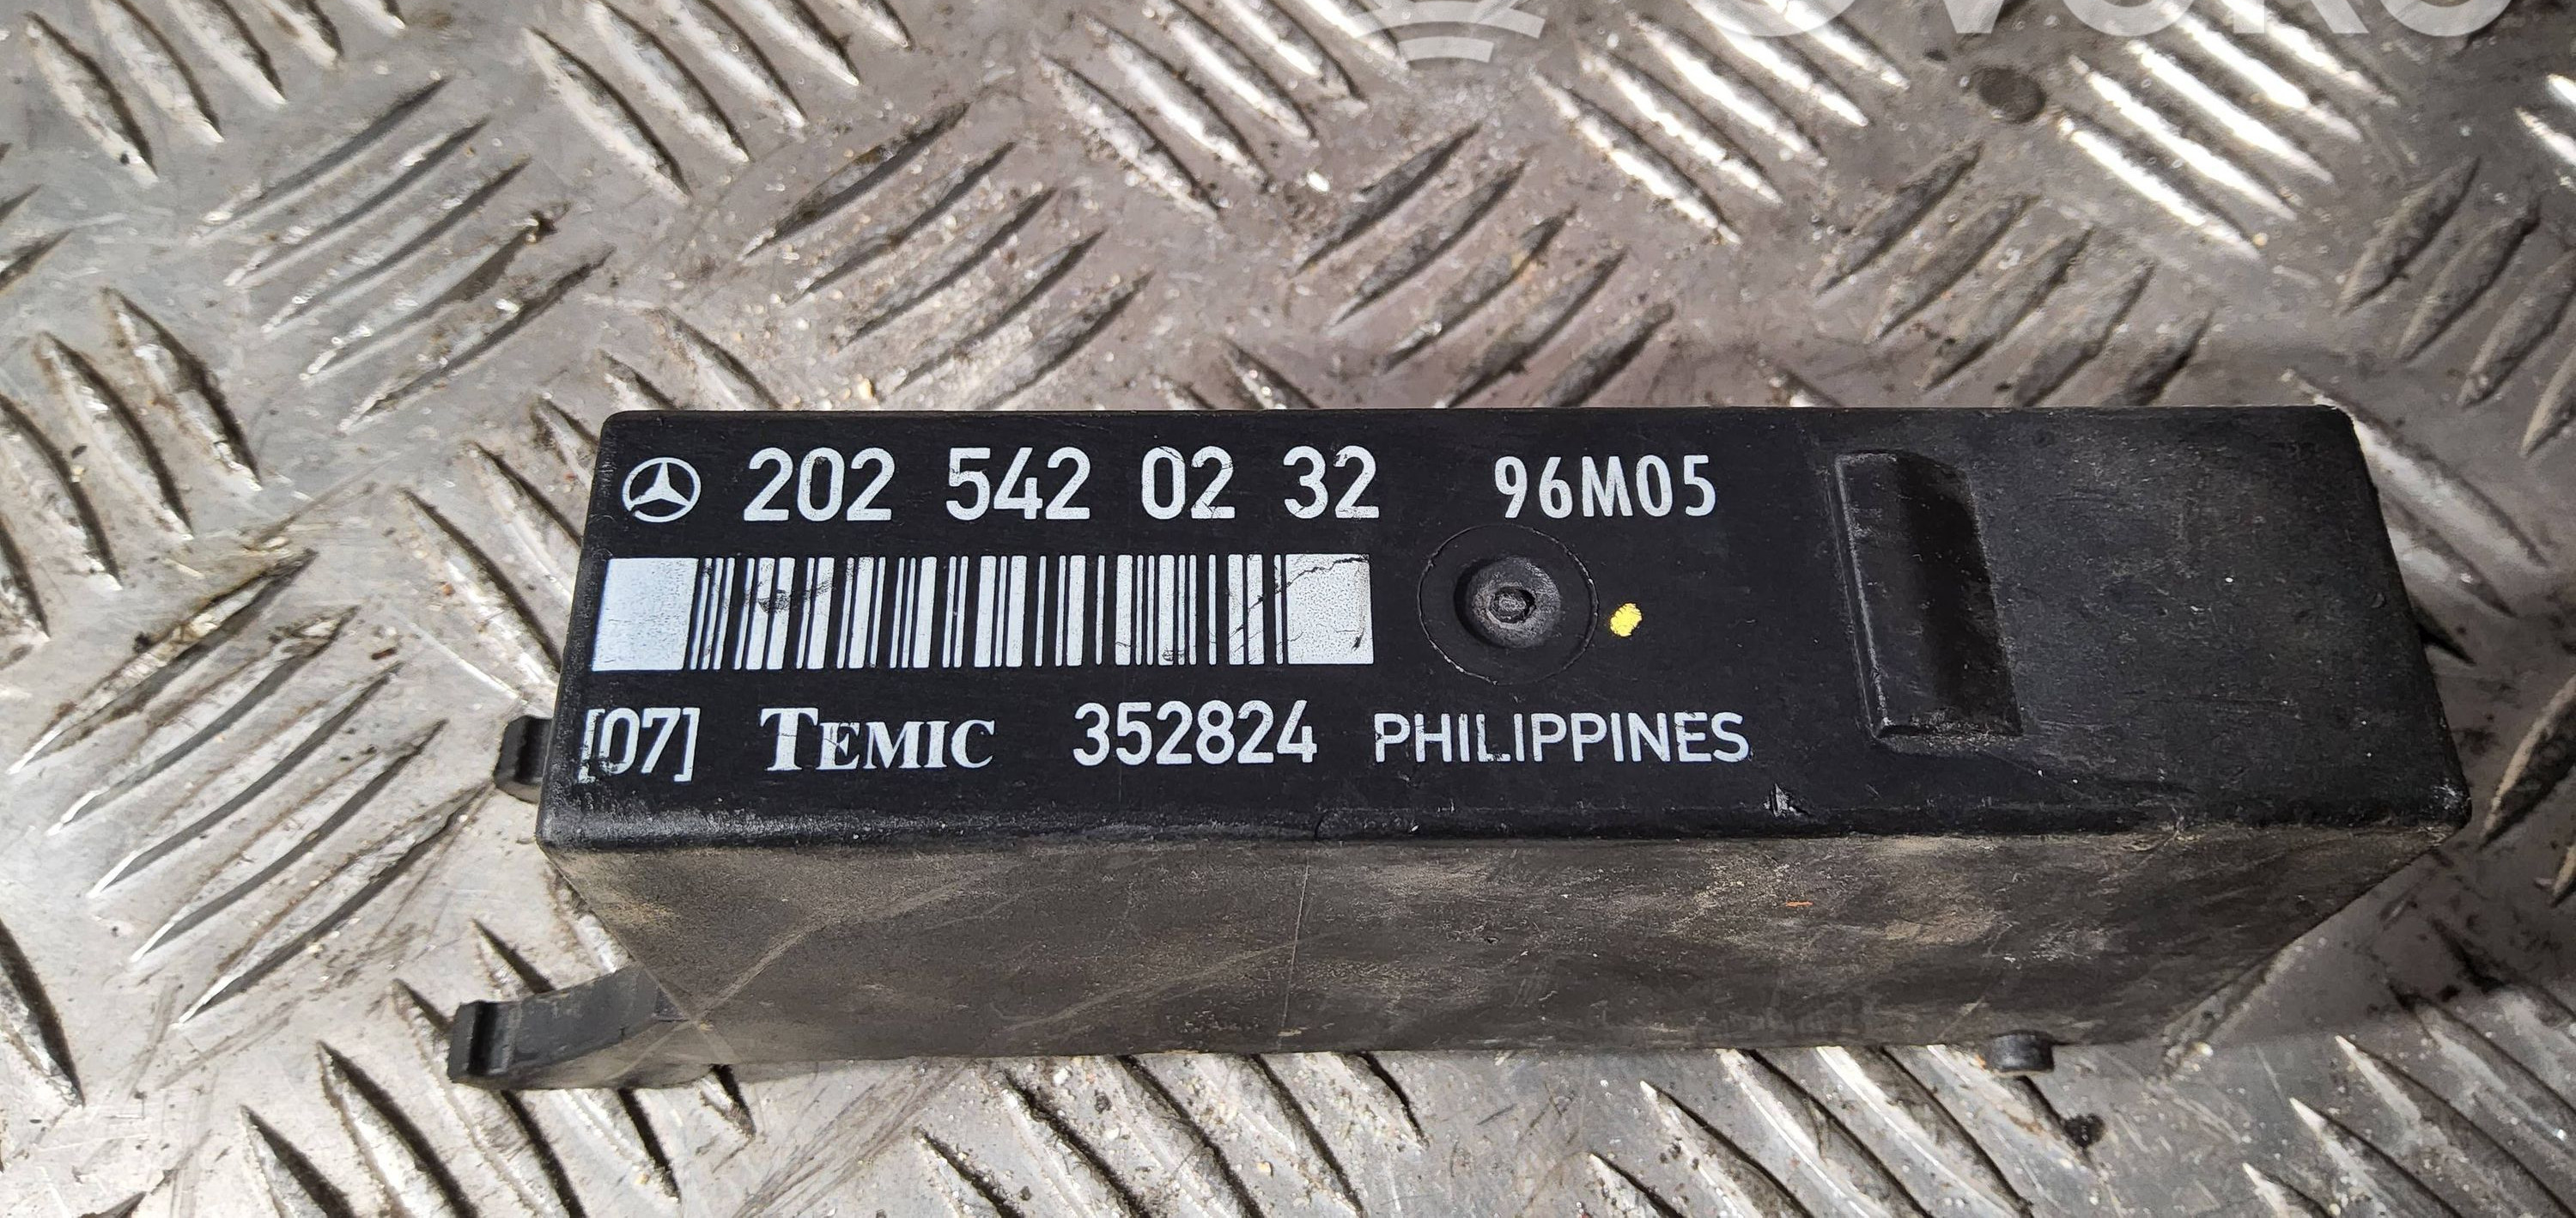 202 542 02 32 96M05
[07] TEMIC 352824 PHILIPPINES